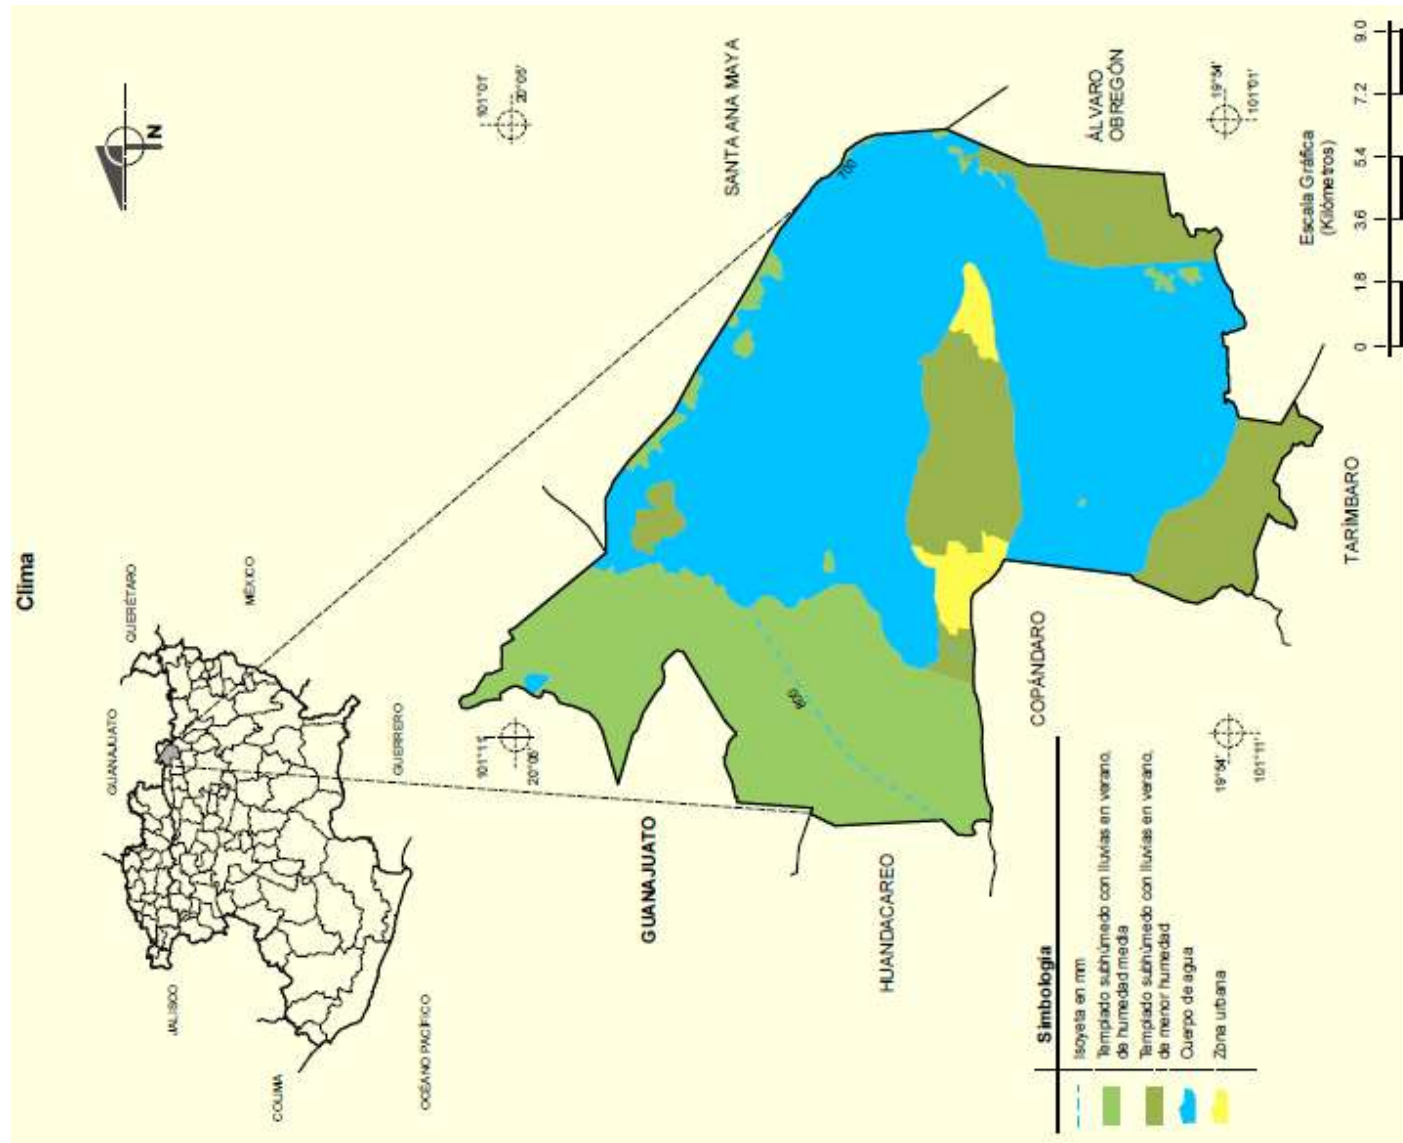 Clima
N
QUERÉTARO
GUANAJUATO
MÉXICO
JALISCO
GUERRERO
COLIMA
OCÉANO PACÍFICO
101°11'
20°05'
101°01'
20°05'
SANTA ANA MAYA
GUANAJUATO
700
800
HUANDACAREO
ÁLVARO
OBREGÓN
COPÁNDARO
TARÍMBARO
19°54'
101°11'
19°54'
101°01'
Simbología
Isoyeta en mm
Templado subhúmedo con lluvias en verano,
de humedad media
Templado subhúmedo con lluvias en verano,
de menor humedad
Cuerpo de agua
Zona urbana
Escala Gráfica
(Kilómetros)
0 1.8 3.6 5.4 7.2 9.0